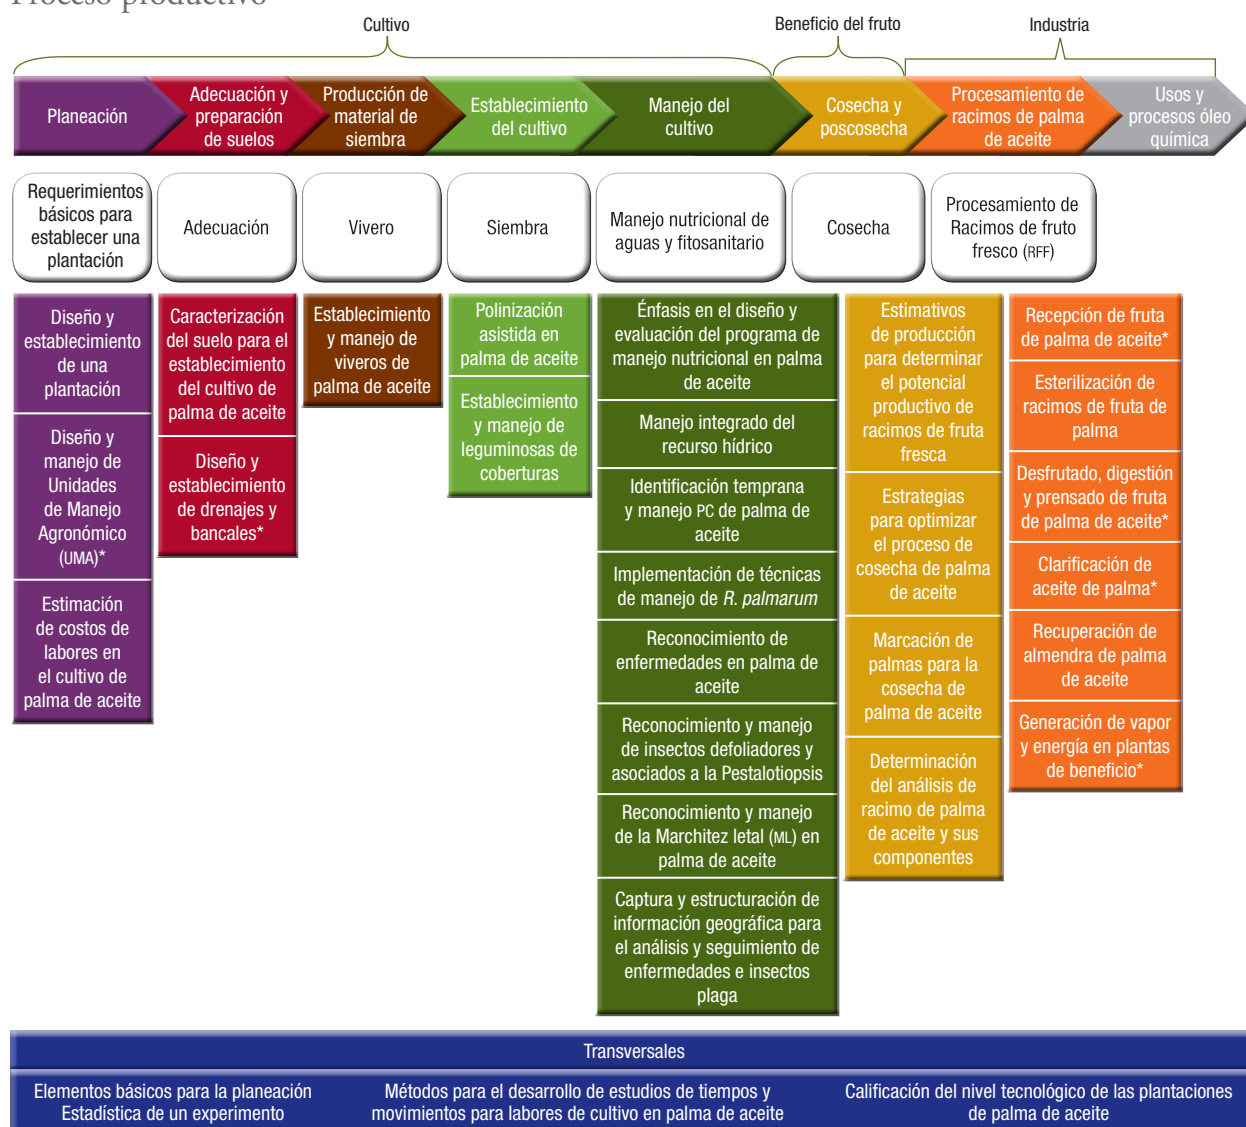 Proceso productivo
Cultivo
Beneficio del fruto
Industria
Planeación
Adecuación y
preparación
de suelos
Producción de
material de
siembra
Establecimiento
del cultivo
Manejo del
cultivo
Cosecha y
poscosecha
Procesamiento de
racimos de palma
de aceite
Usos y
procesos óleo
química
Requerimientos
básicos para
establecer una
plantación
Adecuación
Vivero
Siembra
Manejo nutricional de
aguas y fitosanitario
Cosecha
Procesamiento de
Racimos de fruto
fresco (RFF)
Diseño y
establecimiento
de una
plantación
Diseño y
manejo de
Unidades
de Manejo
Agronómico
(UMA)*
Estimación
de costos de
labores en
el cultivo de
palma de aceite
Caracterización
del suelo para el
establecimiento
del cultivo de
palma de aceite
Diseño y
establecimiento
de drenajes y
bancales*
Establecimiento
y manejo de
viveros de
palma de aceite
Polinización
asistida en
palma de aceite
Establecimiento
y manejo de
leguminosas de
coberturas
Énfasis en el diseño y
evaluación del programa de
manejo nutricional en palma
de aceite
Manejo integrado del
recurso hídrico
Identificación temprana
y manejo PC de palma de
aceite
Implementación de técnicas
de manejo de R. palmarum
Reconocimiento de
enfermedades en palma de
aceite
Reconocimiento y manejo
de insectos defoliadores y
asociados a la Pestalotiopsis
Reconocimiento y manejo
de la Marchitez letal (ML) en
palma de aceite
Captura y estructuración de
información geográfica para
el análisis y seguimiento de
enfermedades e insectos
plaga
Estimativos
de producción
para determinar
el potencial
productivo de
racimos de fruta
fresca
Estrategias
para optimizar
el proceso de
cosecha de palma
de aceite
Marcación de
palmas para la
cosecha de
palma de aceite
Determinación
del análisis de
racimo de palma
de aceite y sus
componentes
Recepción de fruta
de palma de aceite*
Esterilización de
racimos de fruta de
palma
Desfrutado, digestión
y prensado de fruta
de palma de aceite*
Clarificación de
aceite de palma*
Recuperación de
almendra de palma
de aceite
Generación de vapor
y energía en plantas
de beneficio*
Transversales
Elementos básicos para la planeación
Estadística de un experimento
Métodos para el desarrollo de estudios de tiempos y
movimientos para labores de cultivo en palma de aceite
Calificación del nivel tecnológico de las plantaciones
de palma de aceite